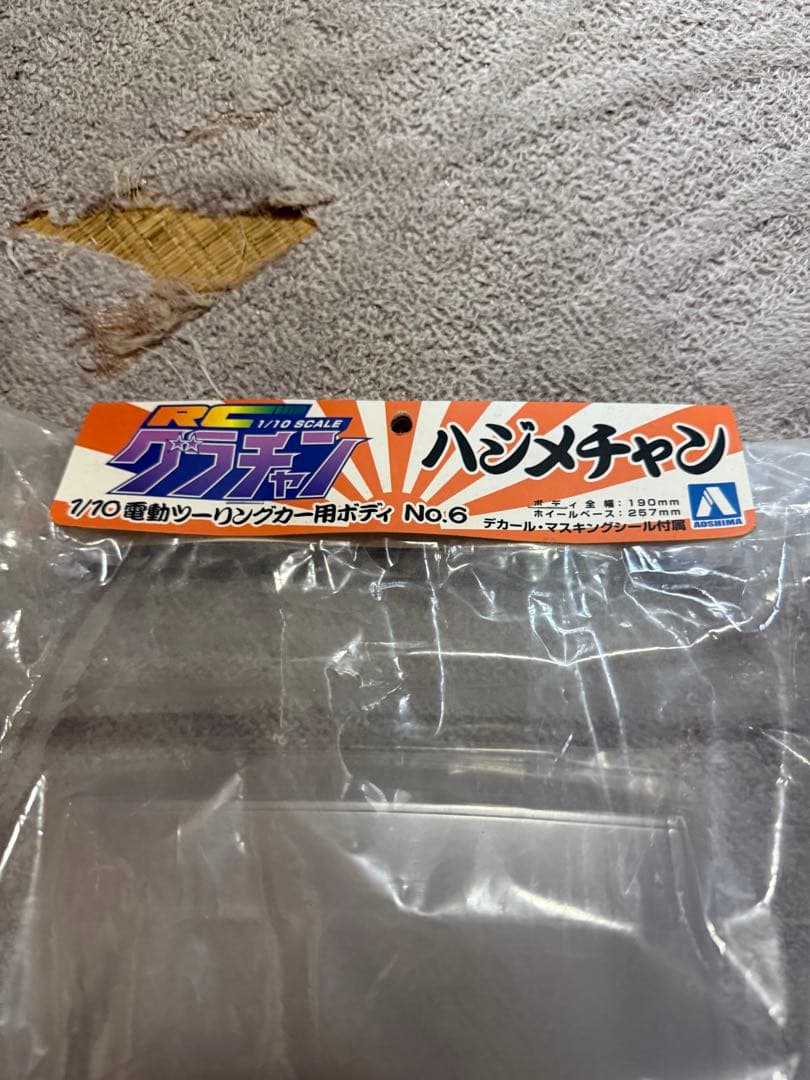 RC 1/10 SCALE
グラチャン
ハジメチャン
1/10 電動ツーリングカー用ボディ No.6
ボディ全幅:190mm
ホイールベース:257mm
デカール・マスキングシール付属
AOSHIMA